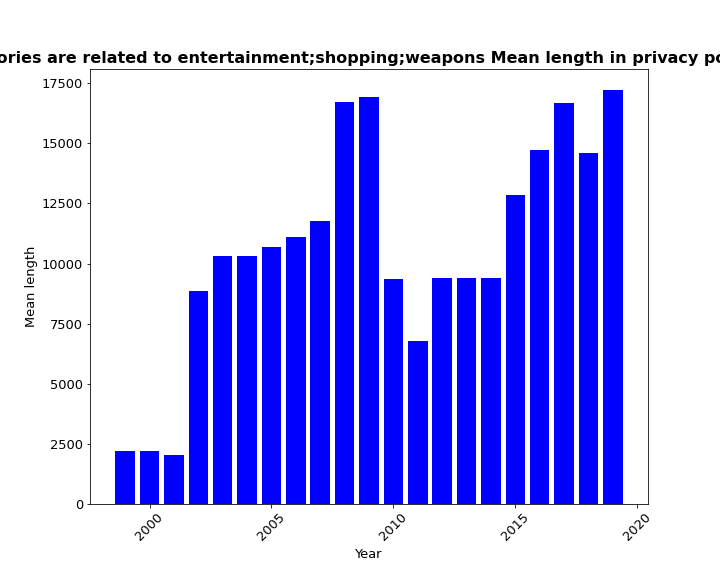 ories are related to entertainment;shopping;weapons Mean length in privacy po
17500
15000
12500
10000
7500
5000
2500
0
Mean length
2000 2005 2010 2015 2020
Year